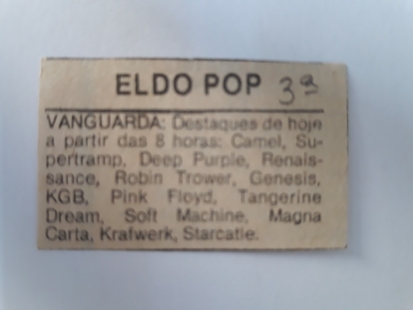 ELDO POP 3ª
VANGUARDA: Destaques de hoje
a partir das 8 horas: Camel, Su-
pertramp, Deep Purple, Renais-
sance, Robin Trower, Genesis,
KGB, Pink Floyd, Tangerine
Dream, Soft Machine, Magna
Carta, Krafwerk, Starcatle.